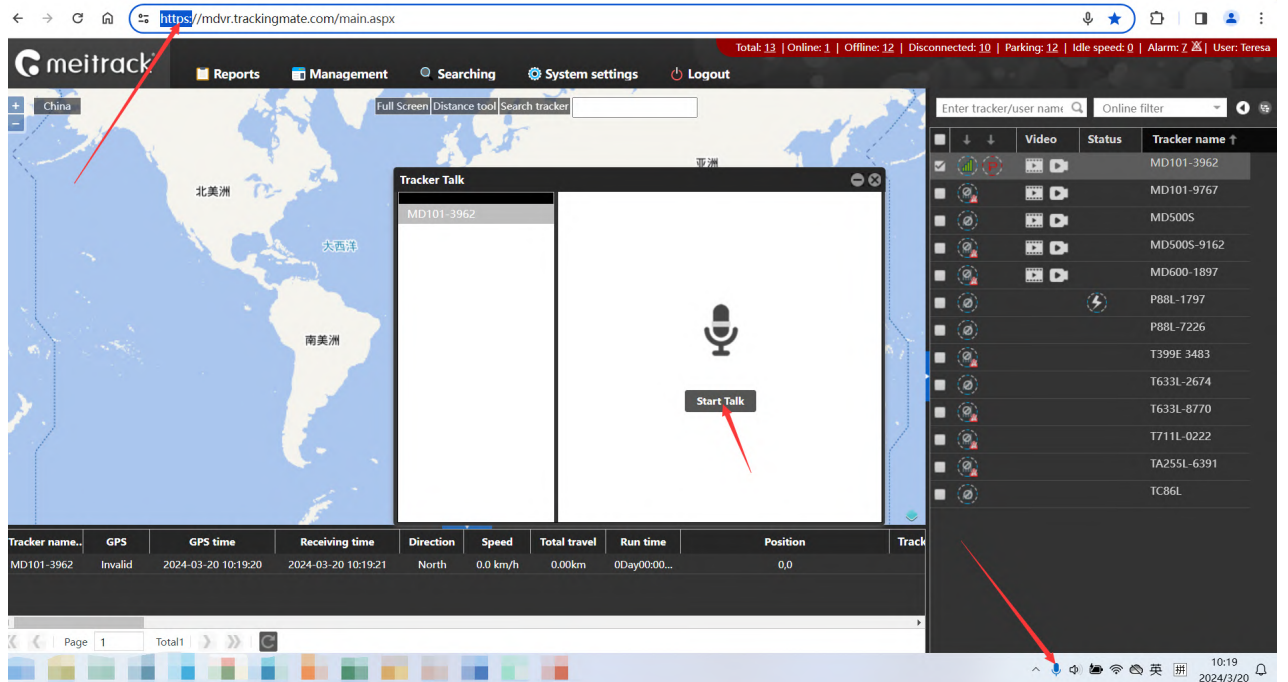 https://mdvr.trackingmate.com/main.aspx
Total: 13 | Online: 1 | Offline: 12 | Disconnected: 10 | Parking: 12 | Idle speed: 0 | Alarm: 7 | User: Teresa
meitrack
Reports Management Searching System settings Logout
+ China Full Screen Distance tool Search tracker
−
Enter tracker/user name Online filter
Video Status Tracker name
亚洲
北美洲
大西洋
南美洲
Tracker Talk
MD101-3962
Start Talk
MD101-3962
MD101-9767
MD500S
MD500S-9162
MD600-1897
P88L-1797
P88L-7226
T399E 3483
T633L-2674
T633L-8770
T711L-0222
TA255L-6391
TC86L
Tracker name.. GPS GPS time Receiving time Direction Speed Total travel Run time Position Track
MD101-3962 Invalid 2024-03-20 10:19:20 2024-03-20 10:19:21 North 0.0 km/h 0.00km 0Day00:00... 0,0
Page 1 Total1
英 拼 10:19
2024/3/20